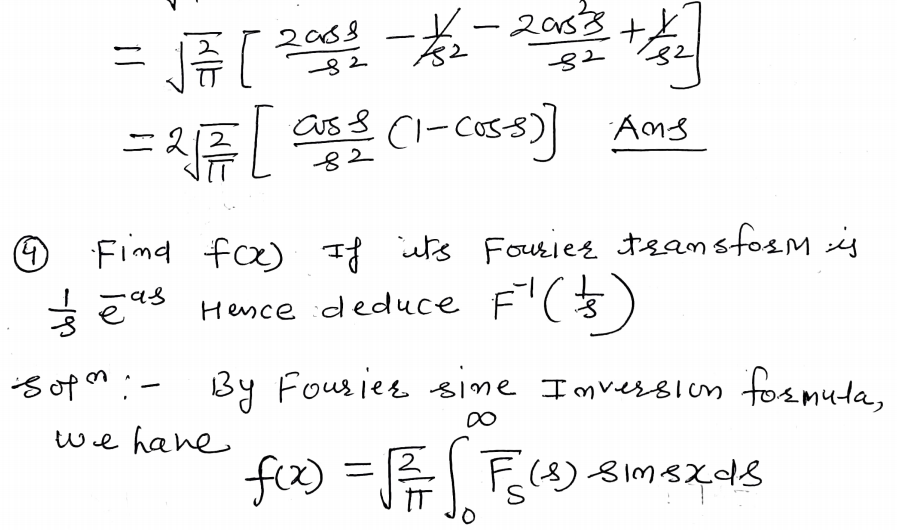 = √(2/π) [ 2cos s / s² - 1/s² - 2cos²s / s² + 1/s² ]
= 2√(2/π) [ cos s / s² (1 - cos s) ] Ans
④ Find f(x) If its Fourier transform is
1/s e^-as Hence deduce F⁻¹(1/s)
Solⁿ :- By Fourier sine Inversion formula,
we have
f(x) = √(2/π) ∫₀^∞ F̅_S(s) sin sx ds